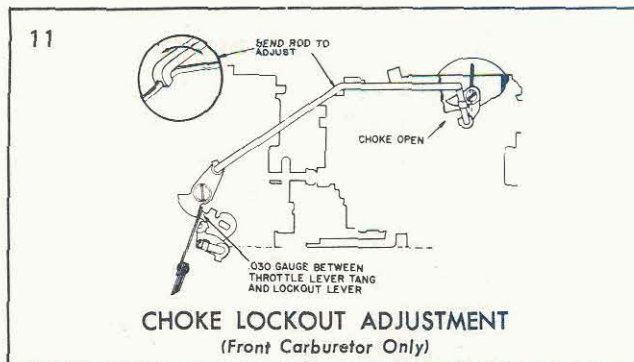 11
BEND ROD TO
ADJUST
CHOKE OPEN
.030 GAUGE BETWEEN
THROTTLE LEVER TANG
AND LOCKOUT LEVER
CHOKE LOCKOUT ADJUSTMENT
(Front Carburetor Only)